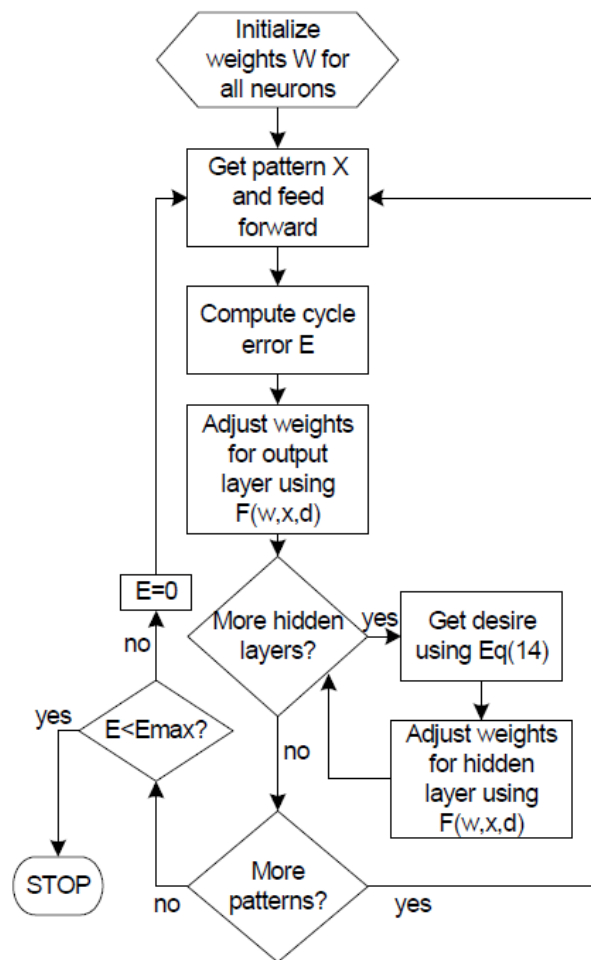 Initialize
weights W for
all neurons
Get pattern X
and feed
forward
Compute cycle
error E
Adjust weights
for output
layer using
F(w,x,d)
E=0
no
More hidden
layers?
yes
Get desire
using Eq(14)
yes
E<Emax?
no
Adjust weights
for hidden
layer using
F(w,x,d)
STOP
no
More
patterns?
yes